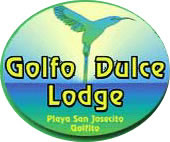 Golfo Dulce
Lodge
Playa San Josecito
Golfito